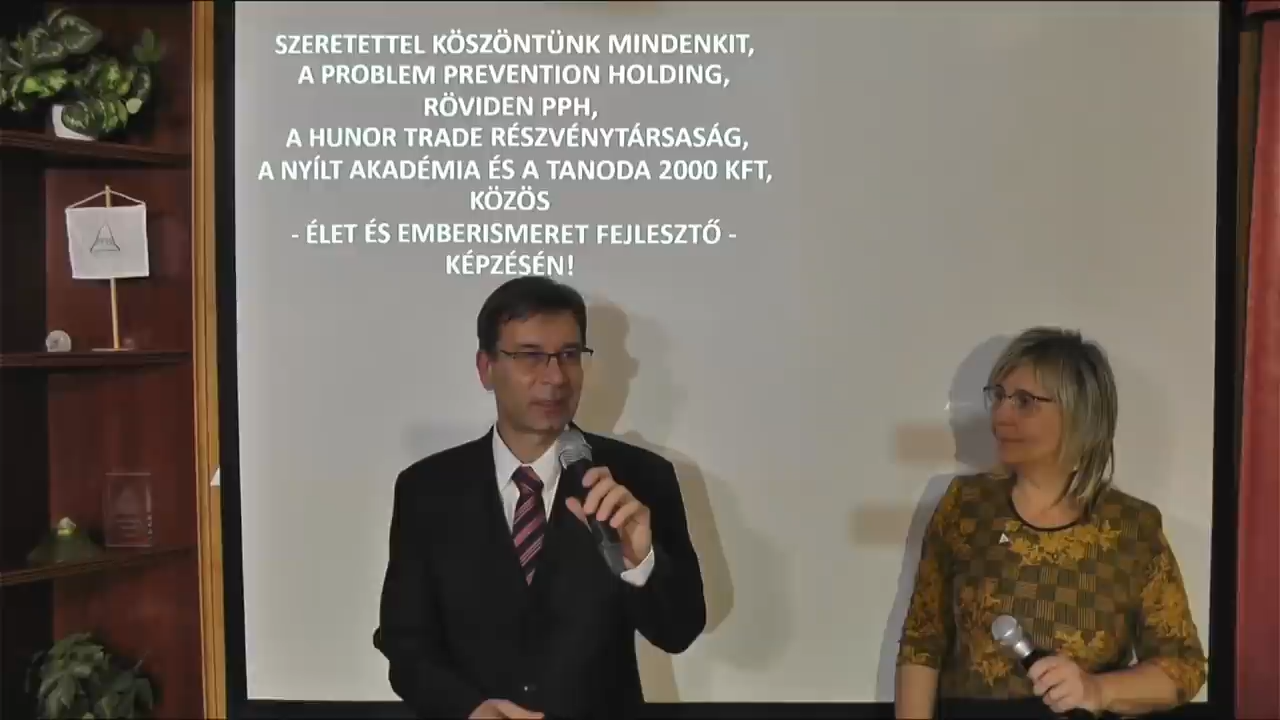 SZERETETTEL KÖSZÖNTÜNK MINDENKIT,
A PROBLEM PREVENTION HOLDING,
RÖVIDEN PPH,
A HUNOR TRADE RÉSZVÉNYTÁRSASÁG,
A NYÍLT AKADÉMIA ÉS A TANODA 2000 KFT,
KÖZÖS
- ÉLET ÉS EMBERISMERET FEJLESZTŐ -
KÉPZÉSÉN!